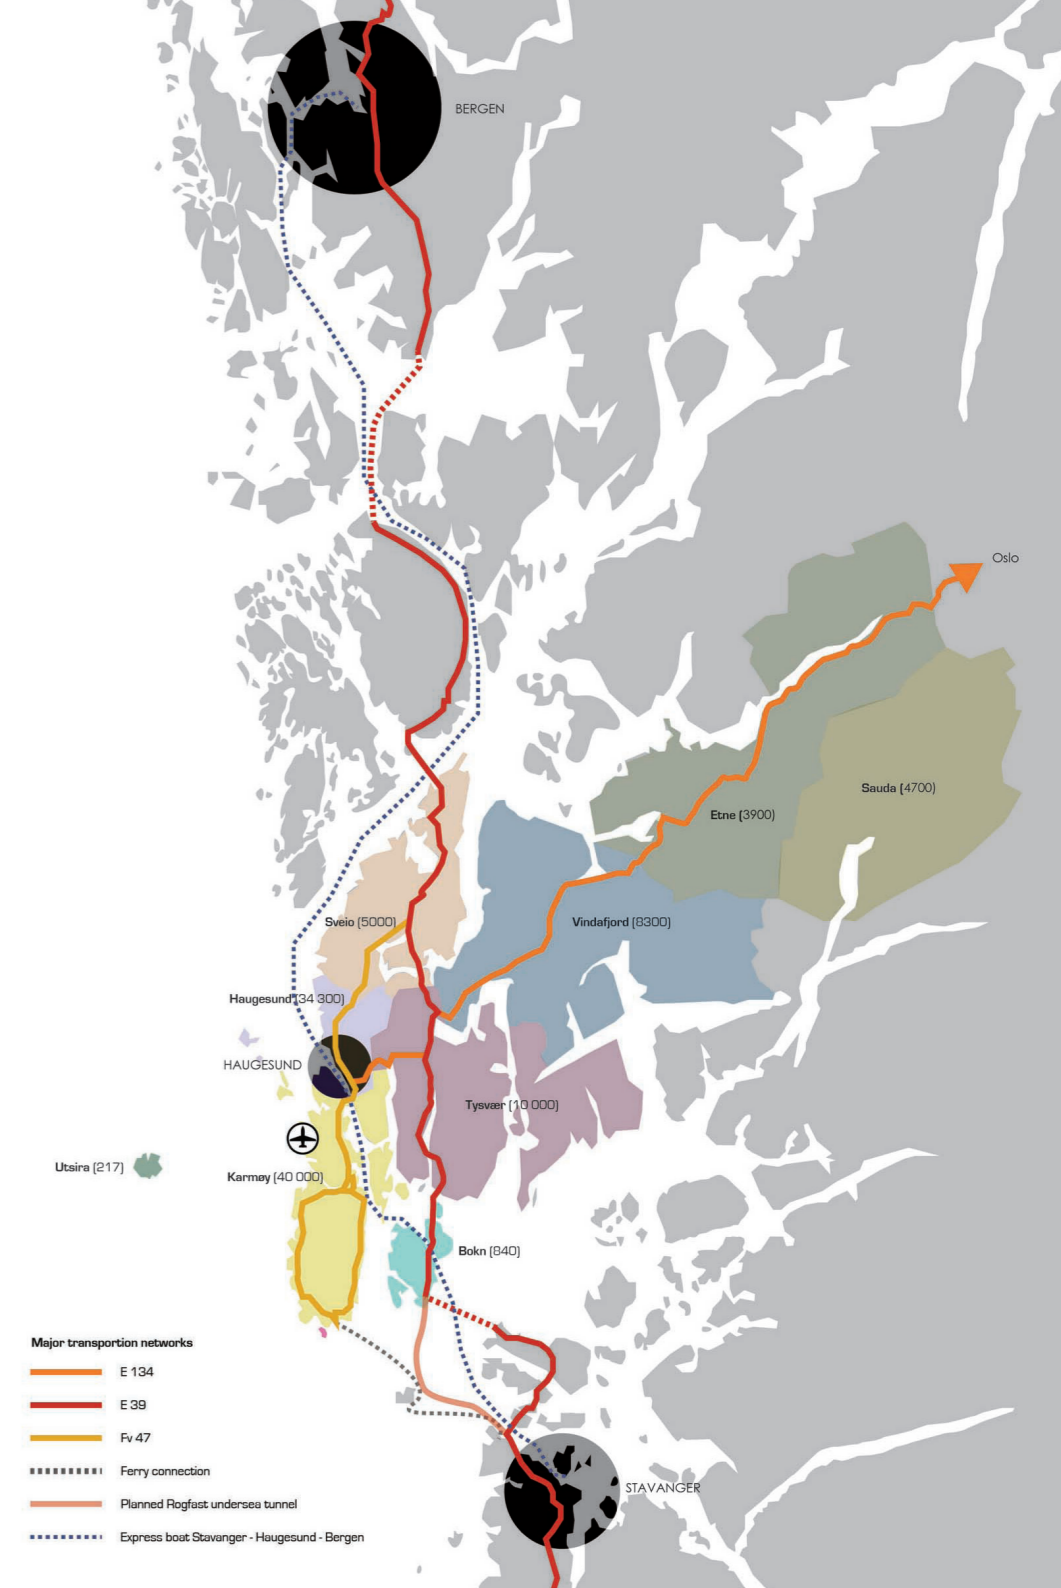 BERGEN
Oslo
Sauda (4700)
Etne (3900)
Sveio (5000)
Vindafjord (8300)
Haugesund (34 300)
HAUGESUND
Tysvær (10 000)
Utsira (217)
Karmøy (40 000)
Bokn (840)
Major transportion networks
E 134
E 39
Fv 47
Ferry connection
STAVANGER
Planned Rogfast undersea tunnel
Express boat Stavanger - Haugesund - Bergen